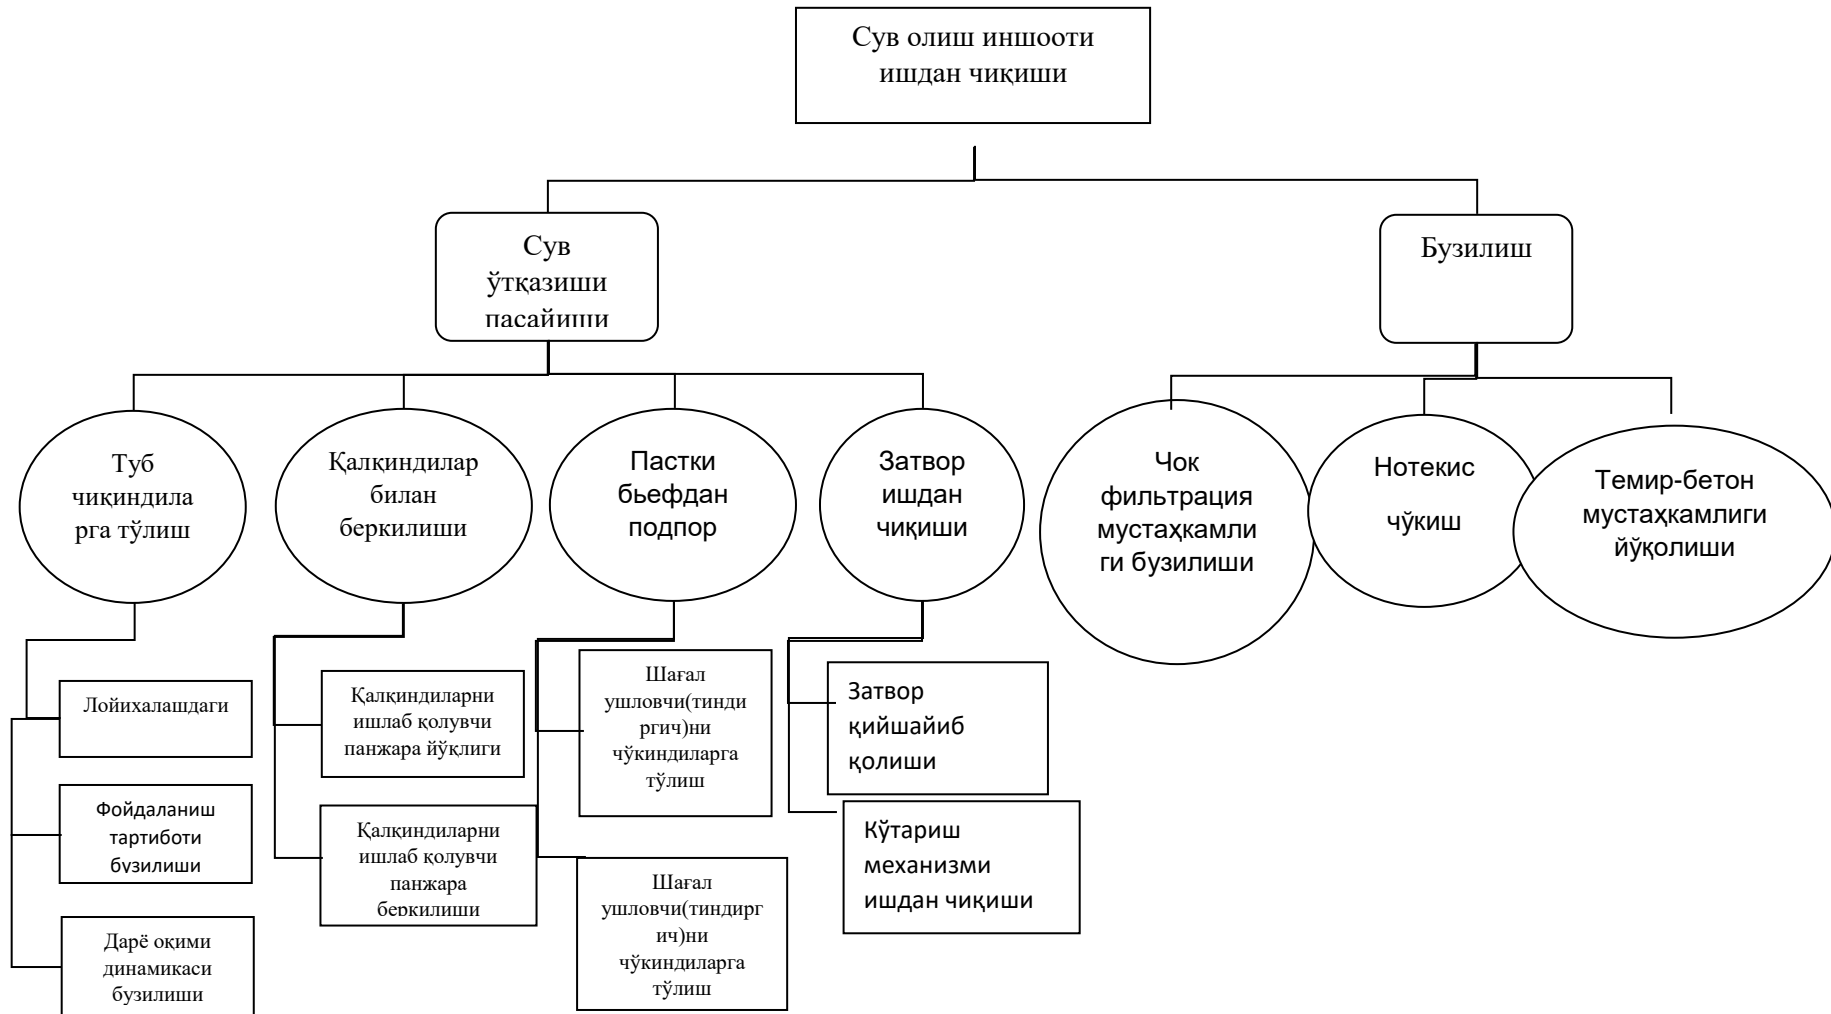 Сув олиш иншооти
ишдан чиқиши
Сув
ўтқазиши
пасайиши
Бузилиш
Туб
чиқиндила
рга тўлиш
Қалқиндилар
билан
беркилиши
Пастки
бьефдан
подпор
Затвор
ишдан
чиқиши
Чок
фильтрация
мустаҳкамли
ги бузилиши
Нотекис
чўкиш
Темир-бетон
мустаҳкамлиги
йўқолиши
Лойихалашдаги
Фойдаланиш
тартиботи
бузилиши
Дарё оқими
динамикаси
бузилиши
Қалқиндиларни
ишлаб қолувчи
панжара йўқлиги
Қалқиндиларни
ишлаб қолувчи
панжара
беркилиши
Шағал
ушловчи(тинди
ргич)ни
чўкиндиларга
тўлиш
Шағал
ушловчи(тиндирг
ич)ни
чўкиндиларга
тўлиш
Затвор
қийшайиб
қолиши
Кўтариш
механизми
ишдан чиқиши